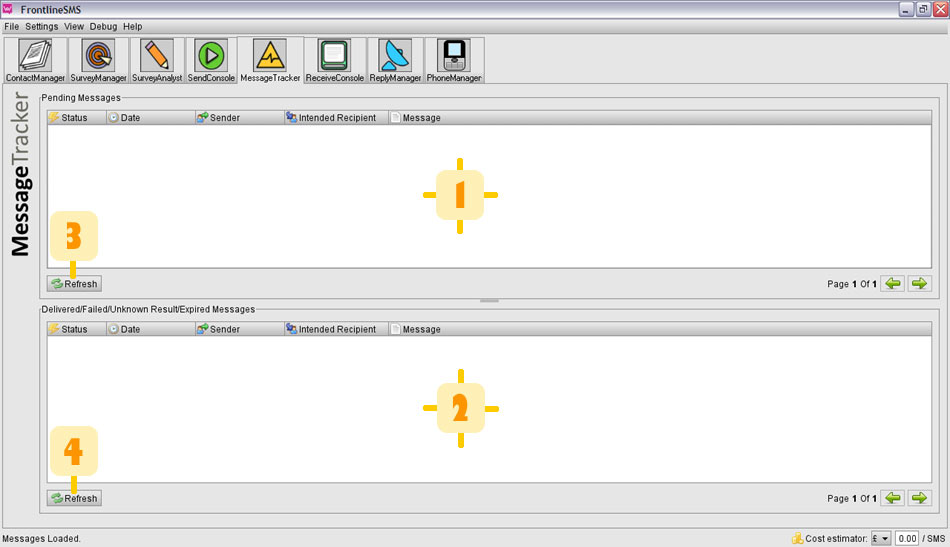 FrontlineSMS
File Settings View Debug Help
ContactManager SurveyManager SurveyAnalyst SendConsole MessageTracker ReceiveConsole ReplyManager PhoneManager
MessageTracker
Pending Messages
Status Date Sender Intended Recipient Message
1
3
Refresh Page 1 Of 1
Delivered/Failed/Unknown Result/Expired Messages
Status Date Sender Intended Recipient Message
2
4
Refresh Page 1 Of 1
Messages Loaded. Cost estimator: £ 0.00 / SMS